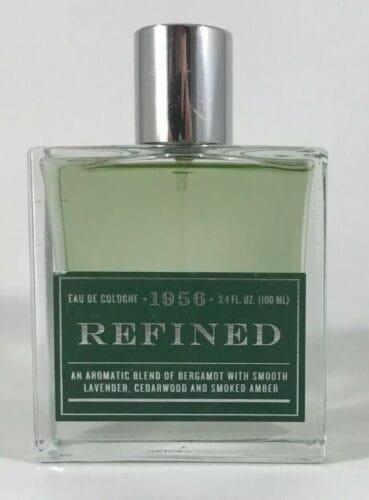 EAU DE COLOGNE • 1956 • 3.4 FL. OZ. (100 ML)
REFINED
AN AROMATIC BLEND OF BERGAMOT WITH SMOOTH
LAVENDER, CEDARWOOD AND SMOKED AMBER